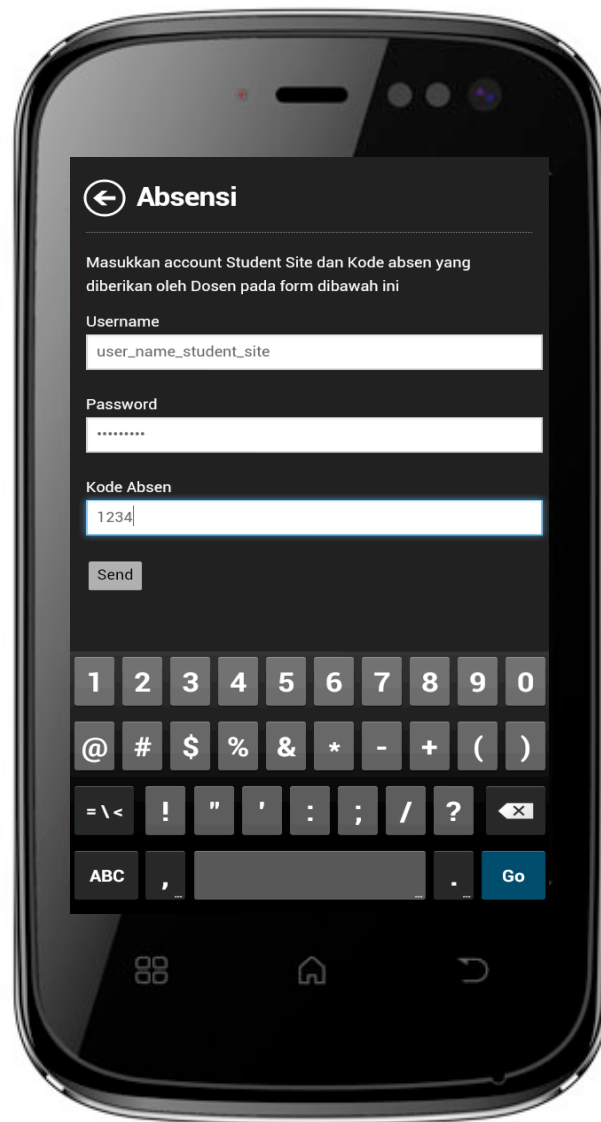 Absensi
Masukkan account Student Site dan Kode absen yang
diberikan oleh Dosen pada form dibawah ini
Username
user_name_student_site
Password
•••••••••
Kode Absen
1234
Send
1 2 3 4 5 6 7 8 9 0
@ # $ % & * - + ( )
= \ < ! " ' : ; / ?
ABC , ... ... . ... Go